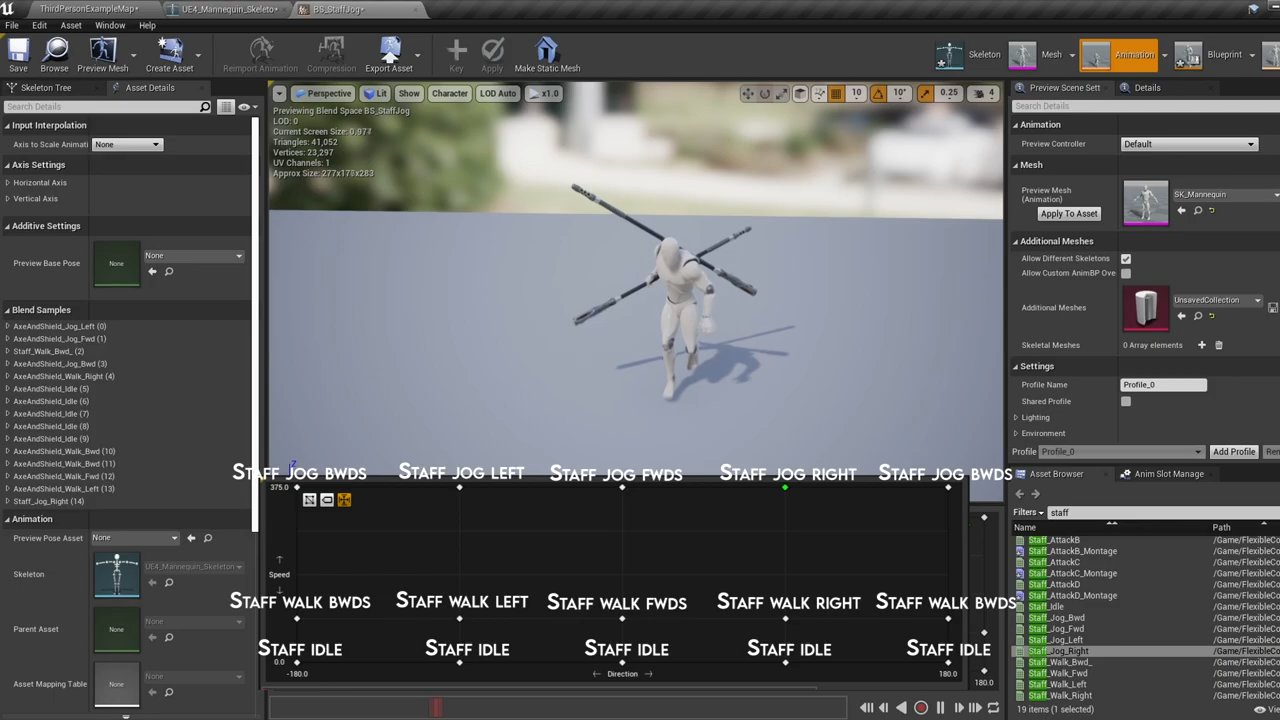 ThirdPersonExampleMap*
UE4_Mannequin_Skeleto*
BS_StaffJog*
File Edit Asset Window Help
Save Browse Preview Mesh Create Asset Reimport Animation Compression Export Asset Key Apply Make Static Mesh
Skeleton Mesh Animation Blueprint
Skeleton Tree Asset Details
Search Details
Input Interpolation
Axis to Scale Animati None
Axis Settings
Horizontal Axis
Vertical Axis
Additive Settings
Preview Base Pose None None
Blend Samples
AxeAndShield_Jog_Left (0)
AxeAndShield_Jog_Fwd (1)
Staff_Walk_Bwd_ (2)
AxeAndShield_Jog_Bwd (3)
AxeAndShield_Walk_Right (4)
AxeAndShield_Idle (5)
AxeAndShield_Idle (6)
AxeAndShield_Idle (7)
AxeAndShield_Idle (8)
AxeAndShield_Idle (9)
AxeAndShield_Walk_Bwd (10)
AxeAndShield_Walk_Bwd (11)
AxeAndShield_Walk_Fwd (12)
AxeAndShield_Walk_Left (13)
Staff_Jog_Right (14)
Animation
Preview Pose Asset None
Skeleton UE4_Mannequin_Skeleton
Parent Asset None None
Asset Mapping Table None None
Perspective Lit Show Character LOD Auto x1.0
10 10° 0.25 4
Previewing Blend Space BS_StaffJog
LOD: 0
Current Screen Size: 0.977
Triangles: 41,052
Vertices: 23,297
UV Channels: 1
Approx Size: 277x173x283
Z
Staff Jog Bwds Staff Jog Left Staff Jog Fwds Staff Jog Right Staff Jog Bwds
375.0
Speed
Staff Walk Bwds Staff Walk Left Staff Walk Fwds Staff Walk Right Staff Walk Bwds
Staff Idle Staff Idle Staff Idle Staff Idle Staff Idle
0.0
-180.0 Direction 180.0 180.0
Preview Scene Sett Details
Search Details
Animation
Preview Controller Default
Mesh
Preview Mesh
(Animation)
SK_Mannequin
Apply To Asset
Additional Meshes
Allow Different Skeletons
Allow Custom AnimBP Ove
Additional Meshes UnsavedCollection
Skeletal Meshes 0 Array elements
Settings
Profile Name Profile_0
Shared Profile
Lighting
Environment
Profile Profile_0 Add Profile Ren
Asset Browser Anim Slot Manage
Filters staff
Name Path
Staff_AttackB /Game/FlexibleCo
Staff_AttackB_Montage /Game/FlexibleCo
Staff_AttackC /Game/FlexibleCo
Staff_AttackC_Montage /Game/FlexibleCo
Staff_AttackD /Game/FlexibleCo
Staff_AttackD_Montage /Game/FlexibleCo
Staff_Idle /Game/FlexibleCo
Staff_Jog_Bwd /Game/FlexibleCo
Staff_Jog_Fwd /Game/FlexibleCo
Staff_Jog_Left /Game/FlexibleCo
Staff_Jog_Right /Game/FlexibleCo
Staff_Walk_Bwd_ /Game/FlexibleCo
Staff_Walk_Fwd /Game/FlexibleCo
Staff_Walk_Left /Game/FlexibleCo
Staff_Walk_Right /Game/FlexibleCo
19 items (1 selected) Vie